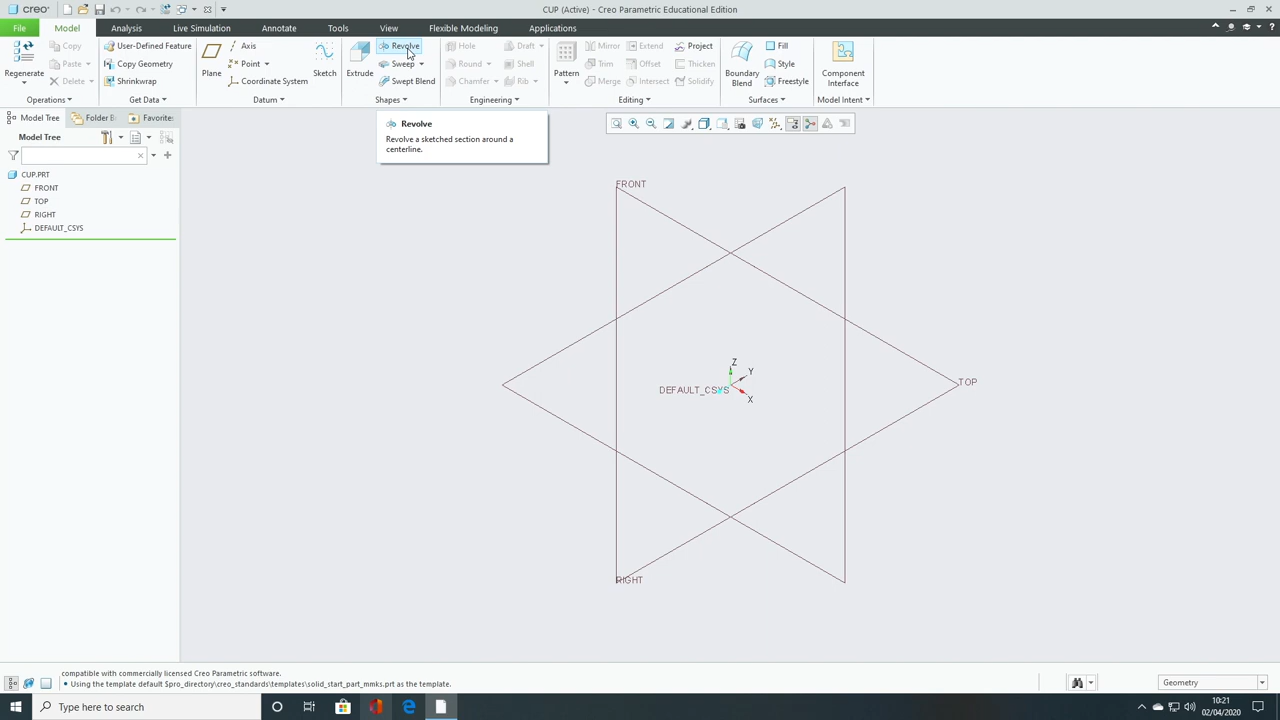 creo
CUP (Active) - Creo Parametric Educational Edition
File Model Analysis Live Simulation Annotate Tools View Flexible Modeling Applications
Regenerate
Copy
Paste
Delete
Operations
User-Defined Feature
Copy Geometry
Shrinkwrap
Get Data
Plane
Axis
Point
Coordinate System
Sketch
Datum
Extrude
Revolve
Sweep
Swept Blend
Shapes
Hole
Round
Chamfer
Draft
Shell
Rib
Engineering
Pattern
Mirror
Trim
Merge
Extend
Offset
Intersect
Project
Thicken
Solidify
Editing
Boundary
Blend
Fill
Style
Freestyle
Surfaces
Component
Interface
Model Intent
Model Tree Folder B Favorite:
Model Tree
CUP.PRT
FRONT
TOP
RIGHT
DEFAULT_CSYS
Revolve
Revolve a sketched section around a
centerline.
FRONT
Z
Y
DEFAULT_CSYS
X
TOP
RIGHT
compatible with commercially licensed Creo Parametric software.
• Using the template default $pro_directory\creo_standards\templates\solid_start_part_mmks.prt as the template.
Geometry
Type here to search
10:21
02/04/2020